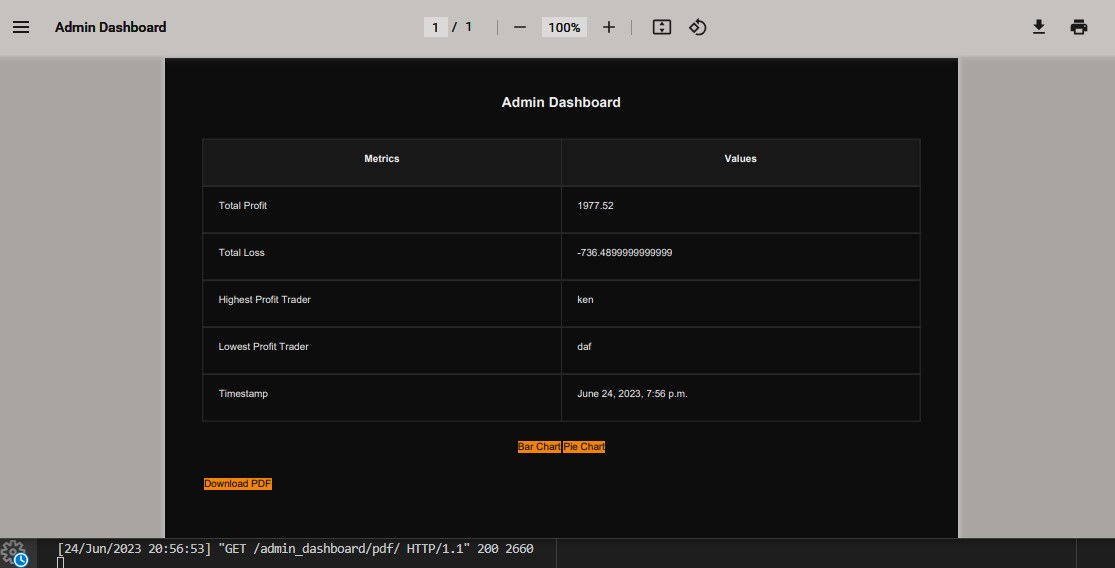 Admin Dashboard
1 / 1
100%
Admin Dashboard
Metrics Values
Total Profit 1977.52
Total Loss -736.4899999999999
Highest Profit Trader ken
Lowest Profit Trader daf
Timestamp June 24, 2023, 7:56 p.m.
Bar Chart Pie Chart
Download PDF
[24/Jun/2023 20:56:53] "GET /admin_dashboard/pdf/ HTTP/1.1" 200 2660